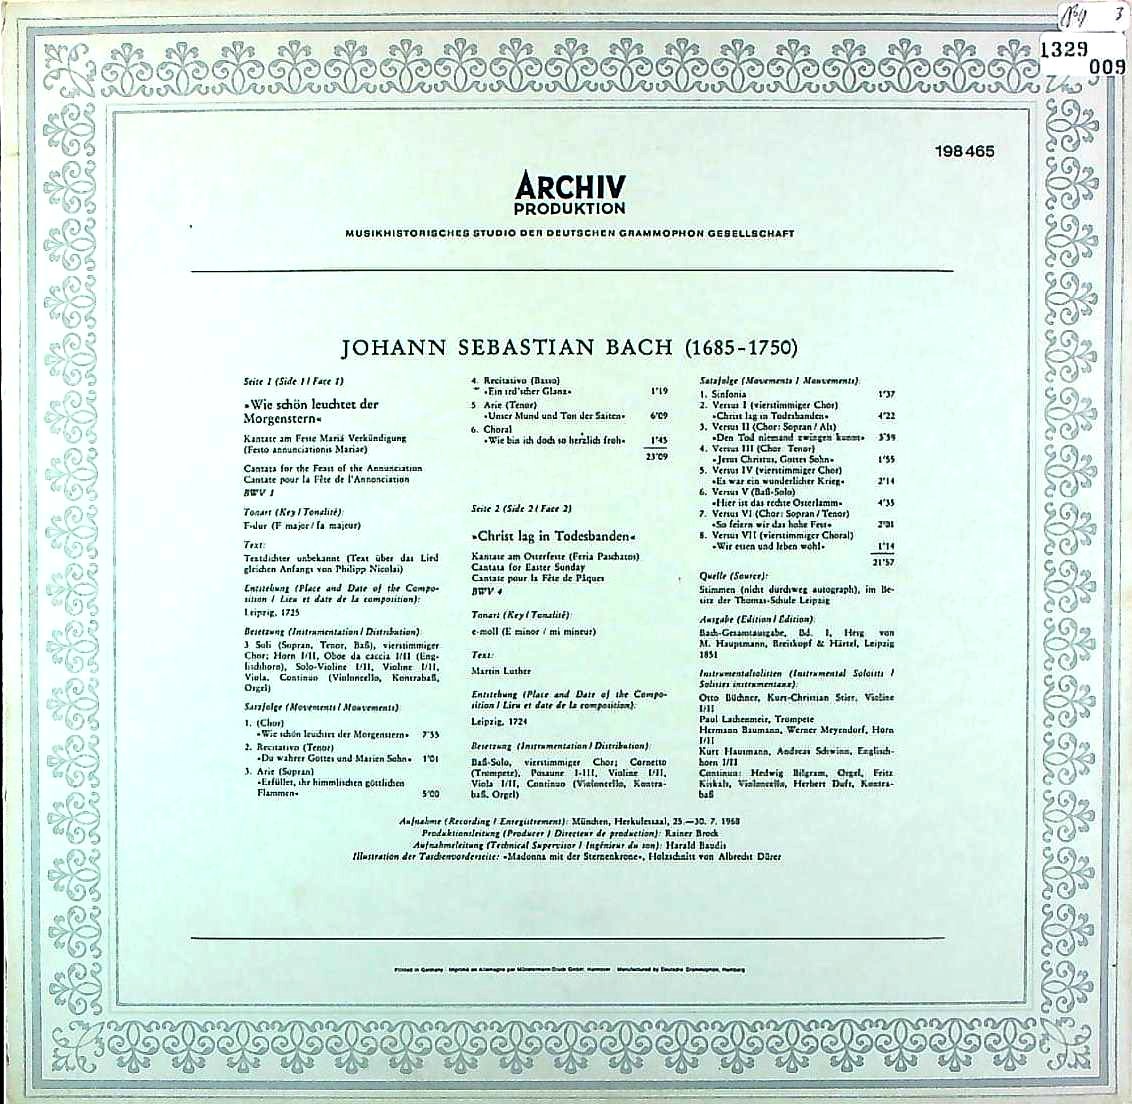 3
1329
009
198 465
ARCHIV
PRODUKTION
MUSIKHISTORISCHES STUDIO DER DEUTSCHEN GRAMMOPHON GESELLSCHAFT
JOHANN SEBASTIAN BACH (1685-1750)
Seite 1 (Side 1 / Face 1)
»Wie schön leuchtet der
Morgenstern«
Kantate am Feste Mariä Verkündigung
(Festo annunciationis Mariae)
Cantata for the Feast of the Annunciation
Cantate pour la Fête de l'Annonciation
BWV 1
Tonart (Key / Tonalité):
F-dur (F major / fa majeur)
Text:
Textdichter unbekannt (Text über das Lied
gleichen Anfangs von Philipp Nicolai)
Entstehung (Place and Date of the Compo-
sition / Lieu et date de la composition):
Leipzig, 1725
Besetzung (Instrumentation / Distribution):
3 Soli (Sopran, Tenor, Baß), vierstimmiger
Chor; Horn I/II, Oboe da caccia I/II (Eng-
lischhorn), Solo-Violine I/II, Violine I/II,
Viola, Continuo (Violoncello, Kontrabaß,
Orgel)
Satzfolge (Movements / Mouvements):
1. (Chor)
»Wie schön leuchtet der Morgenstern« 7'55
2. Recitativo (Tenor)
»Du wahrer Gottes und Marien Sohn« 1'01
3. Arie (Sopran)
»Erfüllet, ihr himmlischen göttlichen
Flammen« 5'00
4. Recitativo (Basso)
»Ein ird'scher Glanz« 1'19
5 Arie (Tenor)
»Unser Mund und Ton der Saiten« 6'09
6. Choral
»Wie bin ich doch so herzlich froh« 1'45
23'09
Seite 2 (Side 2 / Face 2)
»Christ lag in Todesbanden«
Kantate am Osterfeste (Feria Paschatos)
Cantata for Easter Sunday
Cantate pour la Fête de Pâques
BWV 4
Tonart (Key / Tonalité):
e-moll (E minor / mi mineur)
Text:
Martin Luther
Entstehung (Place and Date of the Compo-
sition / Lieu et date de la composition):
Leipzig, 1724
Besetzung (Instrumentation / Distribution):
Baß-Solo, vierstimmiger Chor; Cornetto
(Trompete), Posaune I-III, Violine I/II,
Viola I/II, Continuo (Violoncello, Kontra-
baß, Orgel)
Satzfolge (Movements / Mouvements):
1. Sinfonia 1'37
2. Versus I (vierstimmiger Chor)
»Christ lag in Todesbanden« 4'22
3. Versus II (Chor: Sopran / Alt)
»Den Tod niemand zwingen kunnt« 3'59
4. Versus III (Chor Tenor)
»Jesus Christus, Gottes Sohn« 1'55
5. Versus IV (vierstimmiger Chor)
»Es war ein wunderlicher Krieg« 2'14
6. Versus V (Baß-Solo)
»Hier ist das rechte Osterlamm« 4'35
7. Versus VI (Chor: Sopran / Tenor)
»So feiern wir das hohe Fest« 2'01
8. Versus VII (vierstimmiger Choral)
»Wir essen und leben wohl« 1'14
21'57
Quelle (Source):
Stimmen (nicht durchweg autograph), im Be-
sitz der Thomas-Schule Leipzig
Ausgabe (Edition / Edition):
Bach-Gesamtausgabe, Bd. 1, Hrsg von
M. Hauptmann, Breitkopf & Härtel, Leipzig
1851
Instrumentalsolisten (Instrumental Soloists /
Solistes instrumentaux):
Otto Büchner, Kurt-Christian Stier, Violine
I/II
Paul Lachenmeir, Trompete
Hermann Baumann, Werner Meyendorf, Horn
I/II
Kurt Hausmann, Andreas Schwinn, Englisch-
horn I/II
Continuo: Hedwig Bilgram, Orgel, Fritz
Kiskalt, Violoncello, Herbert Duft, Kontra-
baß
Aufnahme (Recording / Enregistrement): München, Herkulessaal, 25.—30. 7. 1968
Produktionsleitung (Producer / Directeur de production): Rainer Brock
Aufnahmeleitung (Technical Supervisor / Ingénieur du son): Harald Baudis
Illustration der Taschenvorderseite: »Madonna mit der Sternenkrone«, Holzschnitt von Albrecht Dürer
Printed in Germany · Imprimé en Allemagne par Münstermann-Druck GmbH, Hannover · Manufactured by Deutsche Grammophon, Hamburg